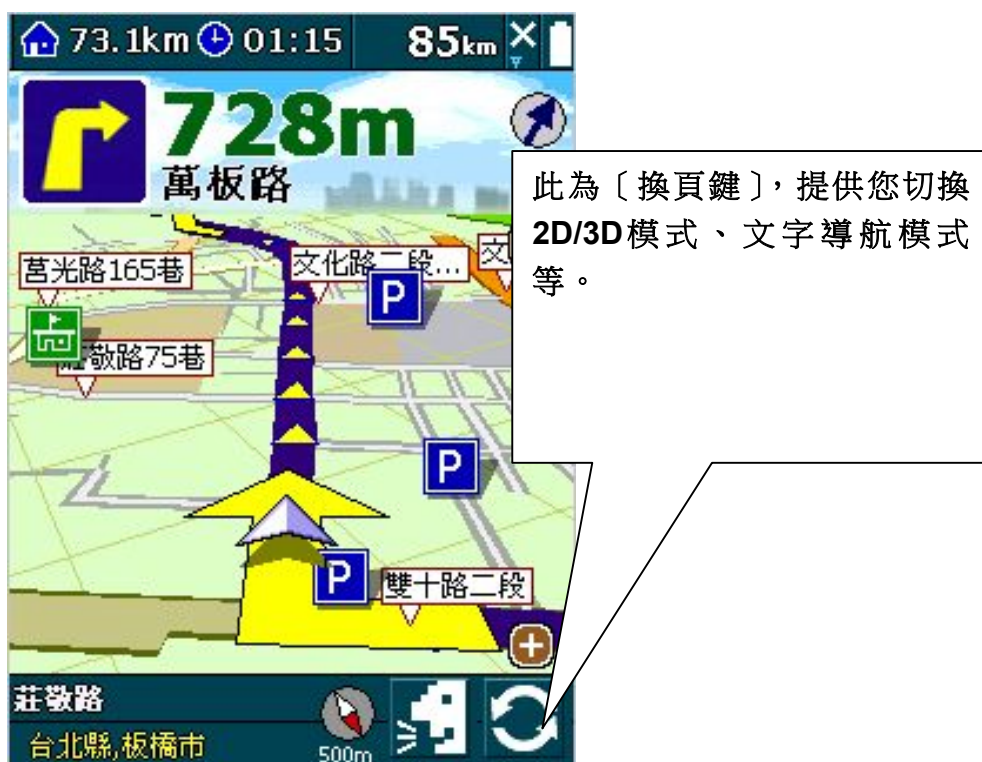 73.1km 01:15 85km
728m
萬板路
此為〔換頁鍵〕，提供您切換
2D/3D模式、文字導航模式
等。
莒光路165巷
文化路二段...
文
P
敬路75巷
P
P
雙十路二段
莊敬路
台北縣,板橋市
500m